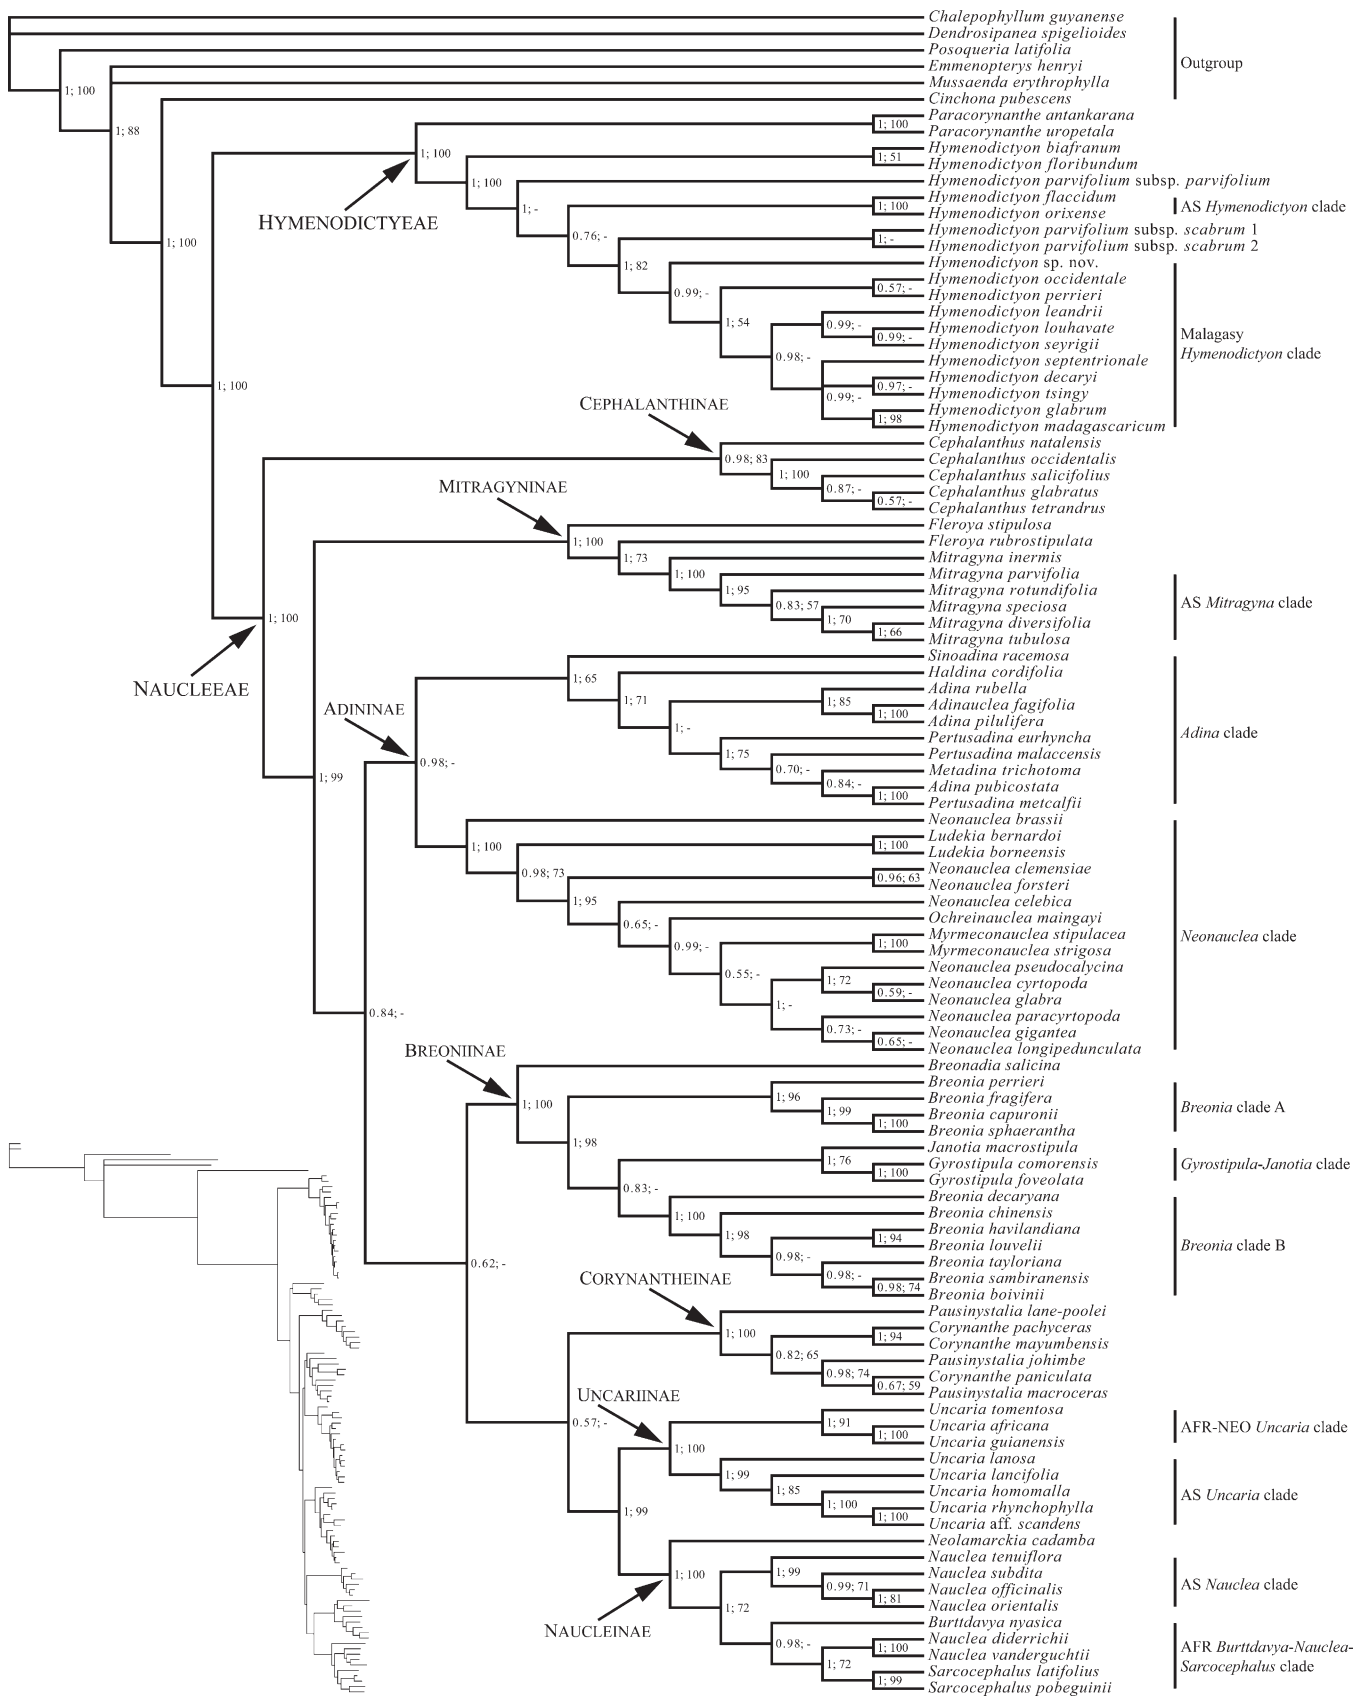 Chalepophyllum guyanense
Dendrosipanea spigelioides
Posoqueria latifolia
Emmenopterys henryi
Outgroup
1; 100
Mussaenda erythrophylla
Cinchona pubescens
Paracorynanthe antankarana
1; 100
1; 88
Paracorynanthe uropetala
Hymenodictyon biafranum
1; 100
1; 51
Hymenodictyon floribundum
1; 100
Hymenodictyon parvifolium subsp. parvifolium
Hymenodictyon flaccidum
1; -
1; 100
AS Hymenodictyon clade
Hymenodictyon orixense
HYMENODICTYEAE
Hymenodictyon parvifolium subsp. scabrum 1
1; 100
0.76; -
1; -
Hymenodictyon parvifolium subsp. scabrum 2
Hymenodictyon sp. nov.
1; 82
Hymenodictyon occidentale
0.99; -
0.57; -
Hymenodictyon perrieri
Hymenodictyon leandrii
1; 54
0.99; -
Hymenodictyon louhavate
0.99; -
Malagasy
Hymenodictyon clade
Hymenodictyon seyrigii
0.98; -
Hymenodictyon septentrionale
Hymenodictyon decaryi
1; 100
0.97; -
Hymenodictyon tsingy
0.99; -
CEPHALANTHINAE
Hymenodictyon glabrum
1; 98
Hymenodictyon madagascaricum
Cephalanthus natalensis
0.98; 83
Cephalanthus occidentalis
1; 100
Cephalanthus salicifolius
MITRAGYNINAE
0.87; -
Cephalanthus glabratus
0.57; -
Cephalanthus tetrandrus
Fleroya stipulosa
1; 100
Fleroya rubrostipulata
1; 73
Mitragyna inermis
1; 100
Mitragyna parvifolia
1; 95
Mitragyna rotundifolia
0.83; 57
Mitragyna speciosa
AS Mitragyna clade
1; 100
1; 70
Mitragyna diversifolia
1; 66
Mitragyna tubulosa
Sinoadina racemosa
NAUCLEEAE
1; 65
Haldina cordifolia
Adina rubella
ADININAE
1; 71
1; 85
Adinauclea fagifolia
1; 100
Adina pilulifera
1; -
Adina clade
Pertusadina eurhyncha
1; 75
Pertusadina malaccensis
0.98; -
0.70; -
Metadina trichotoma
1; 99
0.84; -
Adina pubicostata
1; 100
Pertusadina metcalfii
Neonauclea brassii
1; 100
Ludekia bernardoi
1; 100
Ludekia borneensis
0.98; 73
Neonauclea clemensiae
0.96; 63
Neonauclea forsteri
1; 95
Neonauclea celebica
0.65; -
Ochreinauclea maingayi
Myrmeconauclea stipulacea
0.99; -
1; 100
Neonauclea clade
Myrmeconauclea strigosa
Neonauclea pseudocalycina
0.55; -
1; 72
Neonauclea cyrtopoda
0.59; -
Neonauclea glabra
1; -
0.84; -
Neonauclea paracyrtopoda
0.73; -
Neonauclea gigantea
0.65; -
Neonauclea longipedunculata
BREONIINAE
Breonadia salicina
Breonia perrieri
1; 96
Breonia fragifera
1; 100
1; 99
Breonia clade A
Breonia capuronii
1; 100
Breonia sphaerantha
1; 98
Janotia macrostipula
1; 76
Gyrostipula comorensis
Gyrostipula-Janotia clade
1; 100
Gyrostipula foveolata
0.83; -
Breonia decaryana
1; 100
Breonia chinensis
1; 98
Breonia havilandiana
1; 94
Breonia louvelii
Breonia clade B
0.98; -
0.62; -
Breonia tayloriana
0.98; -
Breonia sambiranensis
0.98; 74
CORYNANTHEINAE
Breonia boivinii
Pausinystalia lane-poolei
1; 100
Corynanthe pachyceras
1; 94
Corynanthe mayumbensis
0.82; 65
Pausinystalia johimbe
0.98; 74
Corynanthe paniculata
0.67; 59
UNCARIINAE
Pausinystalia macroceras
Uncaria tomentosa
0.57; -
1; 91
Uncaria africana
AFR-NEO Uncaria clade
1; 100
Uncaria guianensis
1; 100
Uncaria lanosa
1; 99
Uncaria lancifolia
1; 85
Uncaria homomalla
AS Uncaria clade
1; 100
Uncaria rhynchophylla
1; 99
1; 100
Uncaria aff. scandens
Neolamarckia cadamba
Nauclea tenuiflora
1; 100
1; 99
Nauclea subdita
0.99; 71
AS Nauclea clade
Nauclea officinalis
1; 81
1; 72
Nauclea orientalis
NAUCLEINAE
Burttdavya nyasica
0.98; -
Nauclea diderrichii
1; 100
AFR Burttdavya-Nauclea-
Sarcocephalus clade
Nauclea vanderguchtii
1; 72
Sarcocephalus latifolius
1; 99
Sarcocephalus pobeguinii